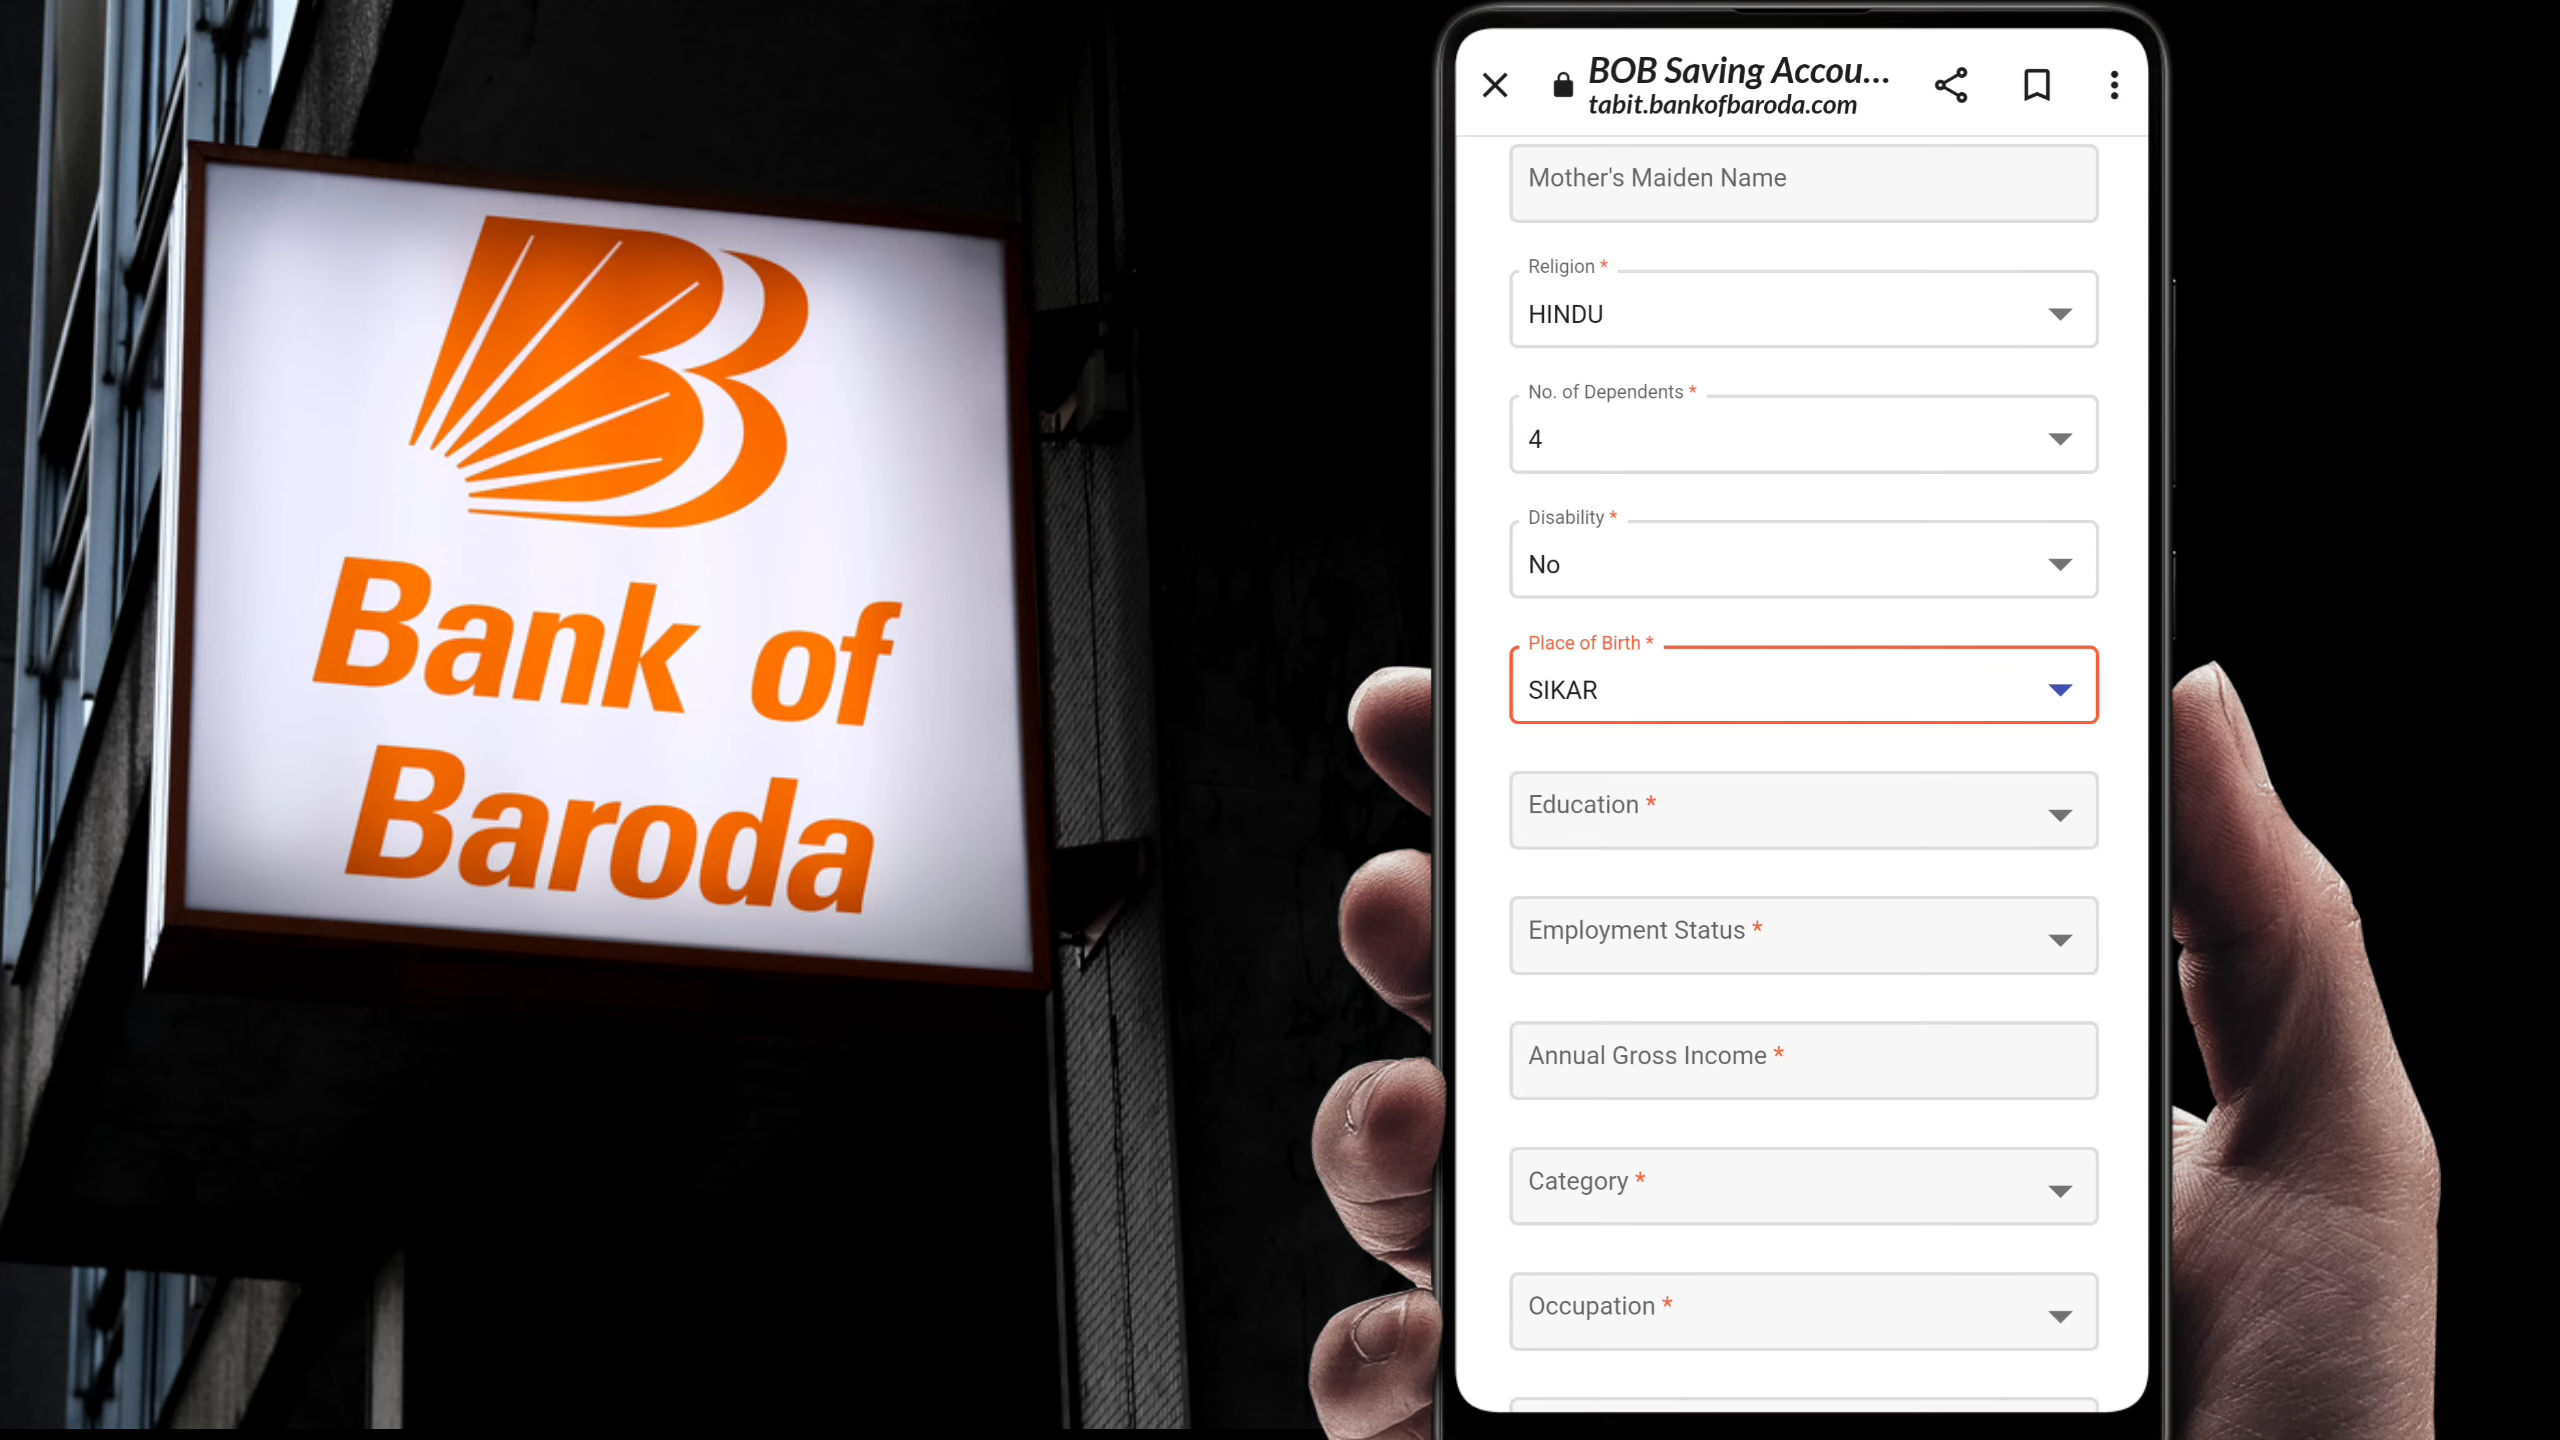 Bank of
Baroda
BOB Saving Accou...
tabit.bankofbaroda.com
Mother's Maiden Name
Religion *
HINDU
No. of Dependents *
4
Disability *
No
Place of Birth *
SIKAR
Education *
Employment Status *
Annual Gross Income *
Category *
Occupation *